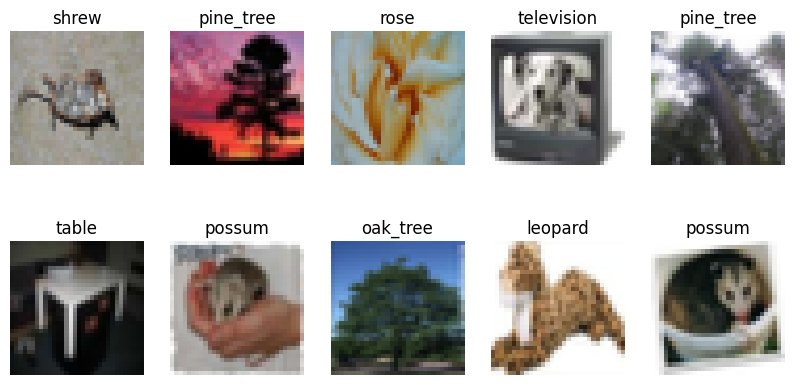 shrew pine_tree rose television pine_tree
table possum oak_tree leopard possum